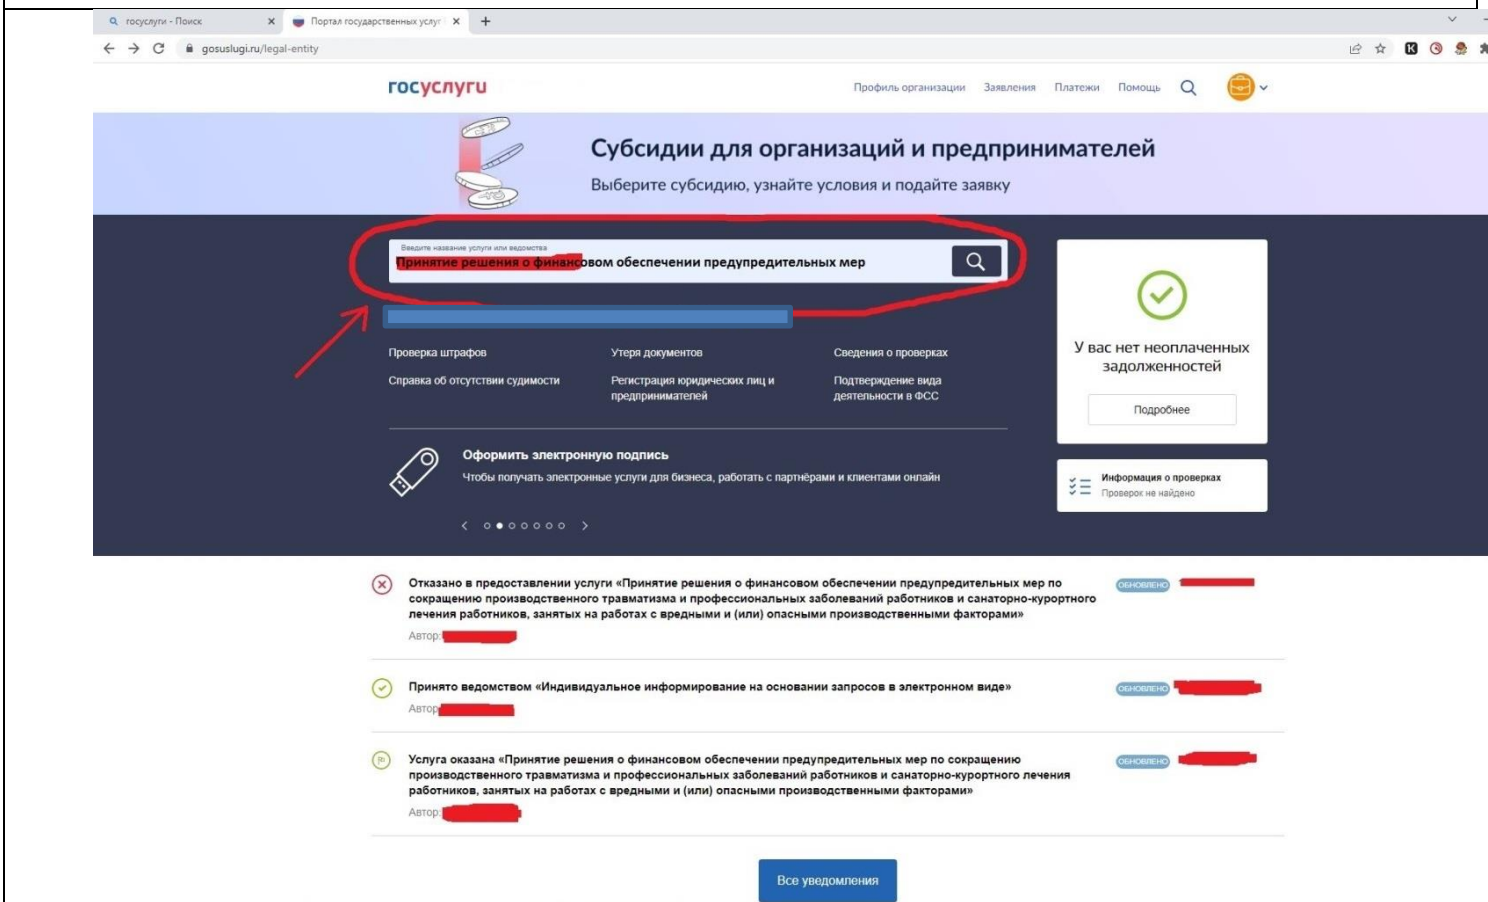 госуслуги - Поиск
Портал государственных услуг
gosuslugi.ru/legal-entity
госуслуги
Профиль организации Заявления Платежи Помощь
Субсидии для организаций и предпринимателей
Выберите субсидию, узнайте условия и подайте заявку
Введите название услуги или ведомства
Принятие решения о финансовом обеспечении предупредительных мер
Проверка штрафов
Утеря документов
Сведения о проверках
Справка об отсутствии судимости
Регистрация юридических лиц и
предпринимателей
Подтверждение вида
деятельности в ФСС
У вас нет неоплаченных
задолженностей
Подробнее
Оформить электронную подпись
Чтобы получать электронные услуги для бизнеса, работать с партнёрами и клиентами онлайн
Информация о проверках
Проверок не найдено
Отказано в предоставлении услуги «Принятие решения о финансовом обеспечении предупредительных мер по
сокращению производственного травматизма и профессиональных заболеваний работников и санаторно-курортного
лечения работников, занятых на работах с вредными и (или) опасными производственными факторами»
ОБНОВЛЕНО
Автор:
Принято ведомством «Индивидуальное информирование на основании запросов в электронном виде»
ОБНОВЛЕНО
Автор
Услуга оказана «Принятие решения о финансовом обеспечении предупредительных мер по сокращению
производственного травматизма и профессиональных заболеваний работников и санаторно-курортного лечения
работников, занятых на работах с вредными и (или) опасными производственными факторами»
ОБНОВЛЕНО
Автор:
Все уведомления